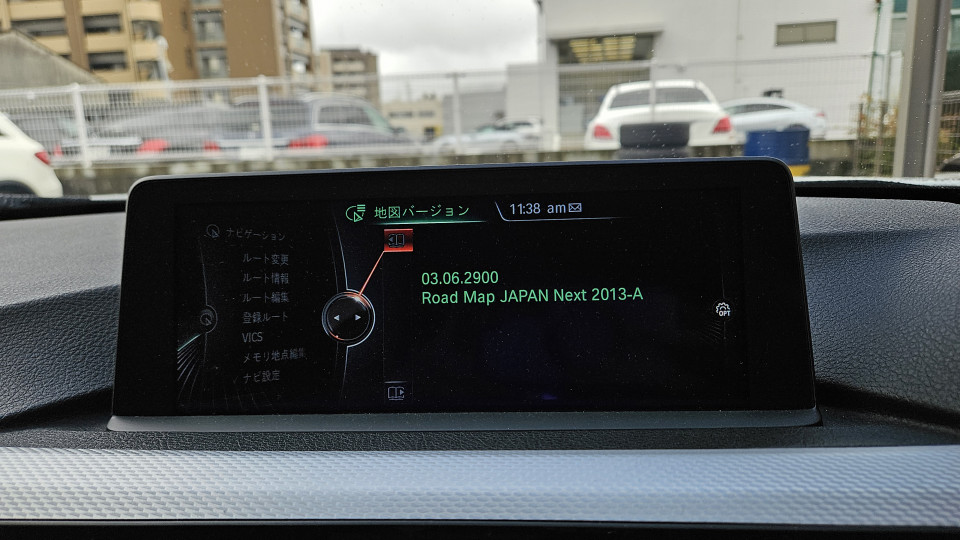 地図バージョン
11:38 am
ナビゲーション
ルート変更
ルート情報
ルート編集
登録ルート
VICS
メモリ地点編集
ナビ設定
03.06.2900
Road Map JAPAN Next 2013-A
OPT